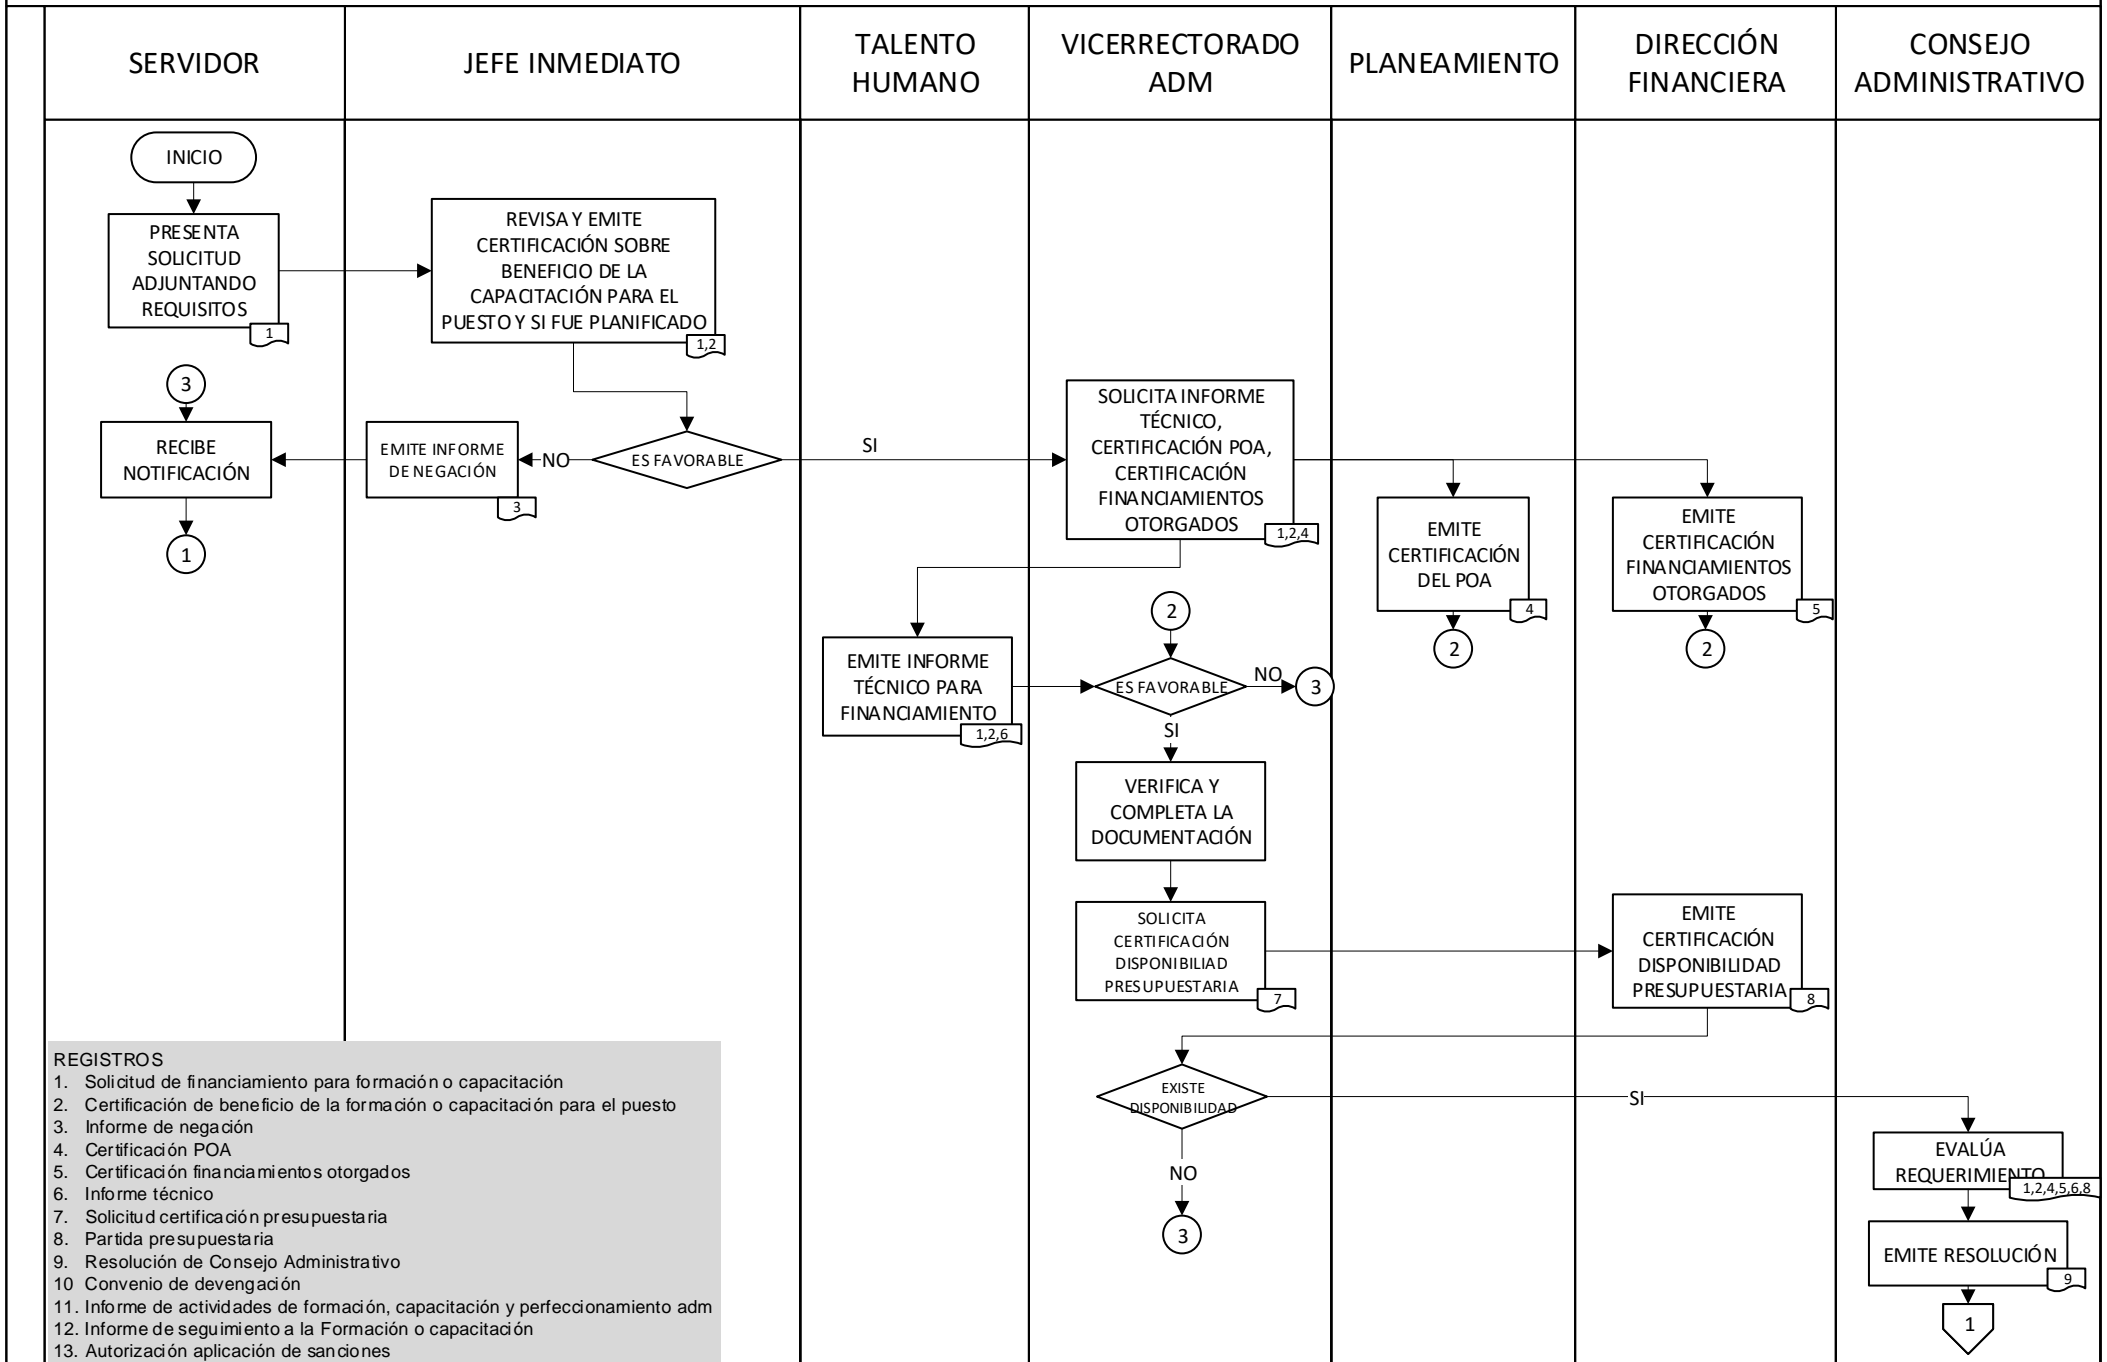 SERVIDOR
JEFE INMEDIATO
TALENTO
HUMANO
VICERRECTORADO
ADM
PLANEAMIENTO
DIRECCIÓN
FINANCIERA
CONSEJO
ADMINISTRATIVO
INICIO
PRESENTA
SOLICITUD
ADJUNTANDO
REQUISITOS
1
REVISA Y EMITE
CERTIFICACIÓN SOBRE
BENEFICIO DE LA
CAPACITACIÓN PARA EL
PUESTO Y SI FUE PLANIFICADO
1,2
3
RECIBE
NOTIFICACIÓN
1
EMITE INFORME
DE NEGACIÓN
3
NO
ES FAVORABLE
SI
SOLICITA INFORME
TÉCNICO,
CERTIFICACIÓN POA,
CERTIFICACIÓN
FINANCIAMIENTOS
OTORGADOS
1,2,4
EMITE
CERTIFICACIÓN
DEL POA
4
2
EMITE
CERTIFICACIÓN
FINANCIAMIENTOS
OTORGADOS
5
2
EMITE INFORME
TÉCNICO PARA
FINANCIAMIENTO
1,2,6
2
ES FAVORABLE
NO
3
SI
VERIFICA Y
COMPLETA LA
DOCUMENTACIÓN
SOLICITA
CERTIFICACIÓN
DISPONIBILIAD
PRESUPUESTARIA
7
EMITE
CERTIFICACIÓN
DISPONIBILIDAD
PRESUPUESTARIA
8
EXISTE
DISPONIBILIDAD
SI
NO
3
EVALÚA
REQUERIMIENTO
1,2,4,5,6,8
EMITE RESOLUCIÓN
9
1
REGISTROS
1. Solicitud de financiamiento para formación o capacitación
2. Certificación de beneficio de la formación o capacitación para el puesto
3. Informe de negación
4. Certificación POA
5. Certificación financiamientos otorgados
6. Informe técnico
7. Solicitud certificación presupuestaria
8. Partida presupuestaria
9. Resolución de Consejo Administrativo
10 Convenio de devengación
11. Informe de actividades de formación, capacitación y perfeccionamiento adm
12. Informe de seguimiento a la Formación o capacitación
13. Autorización aplicación de sanciones